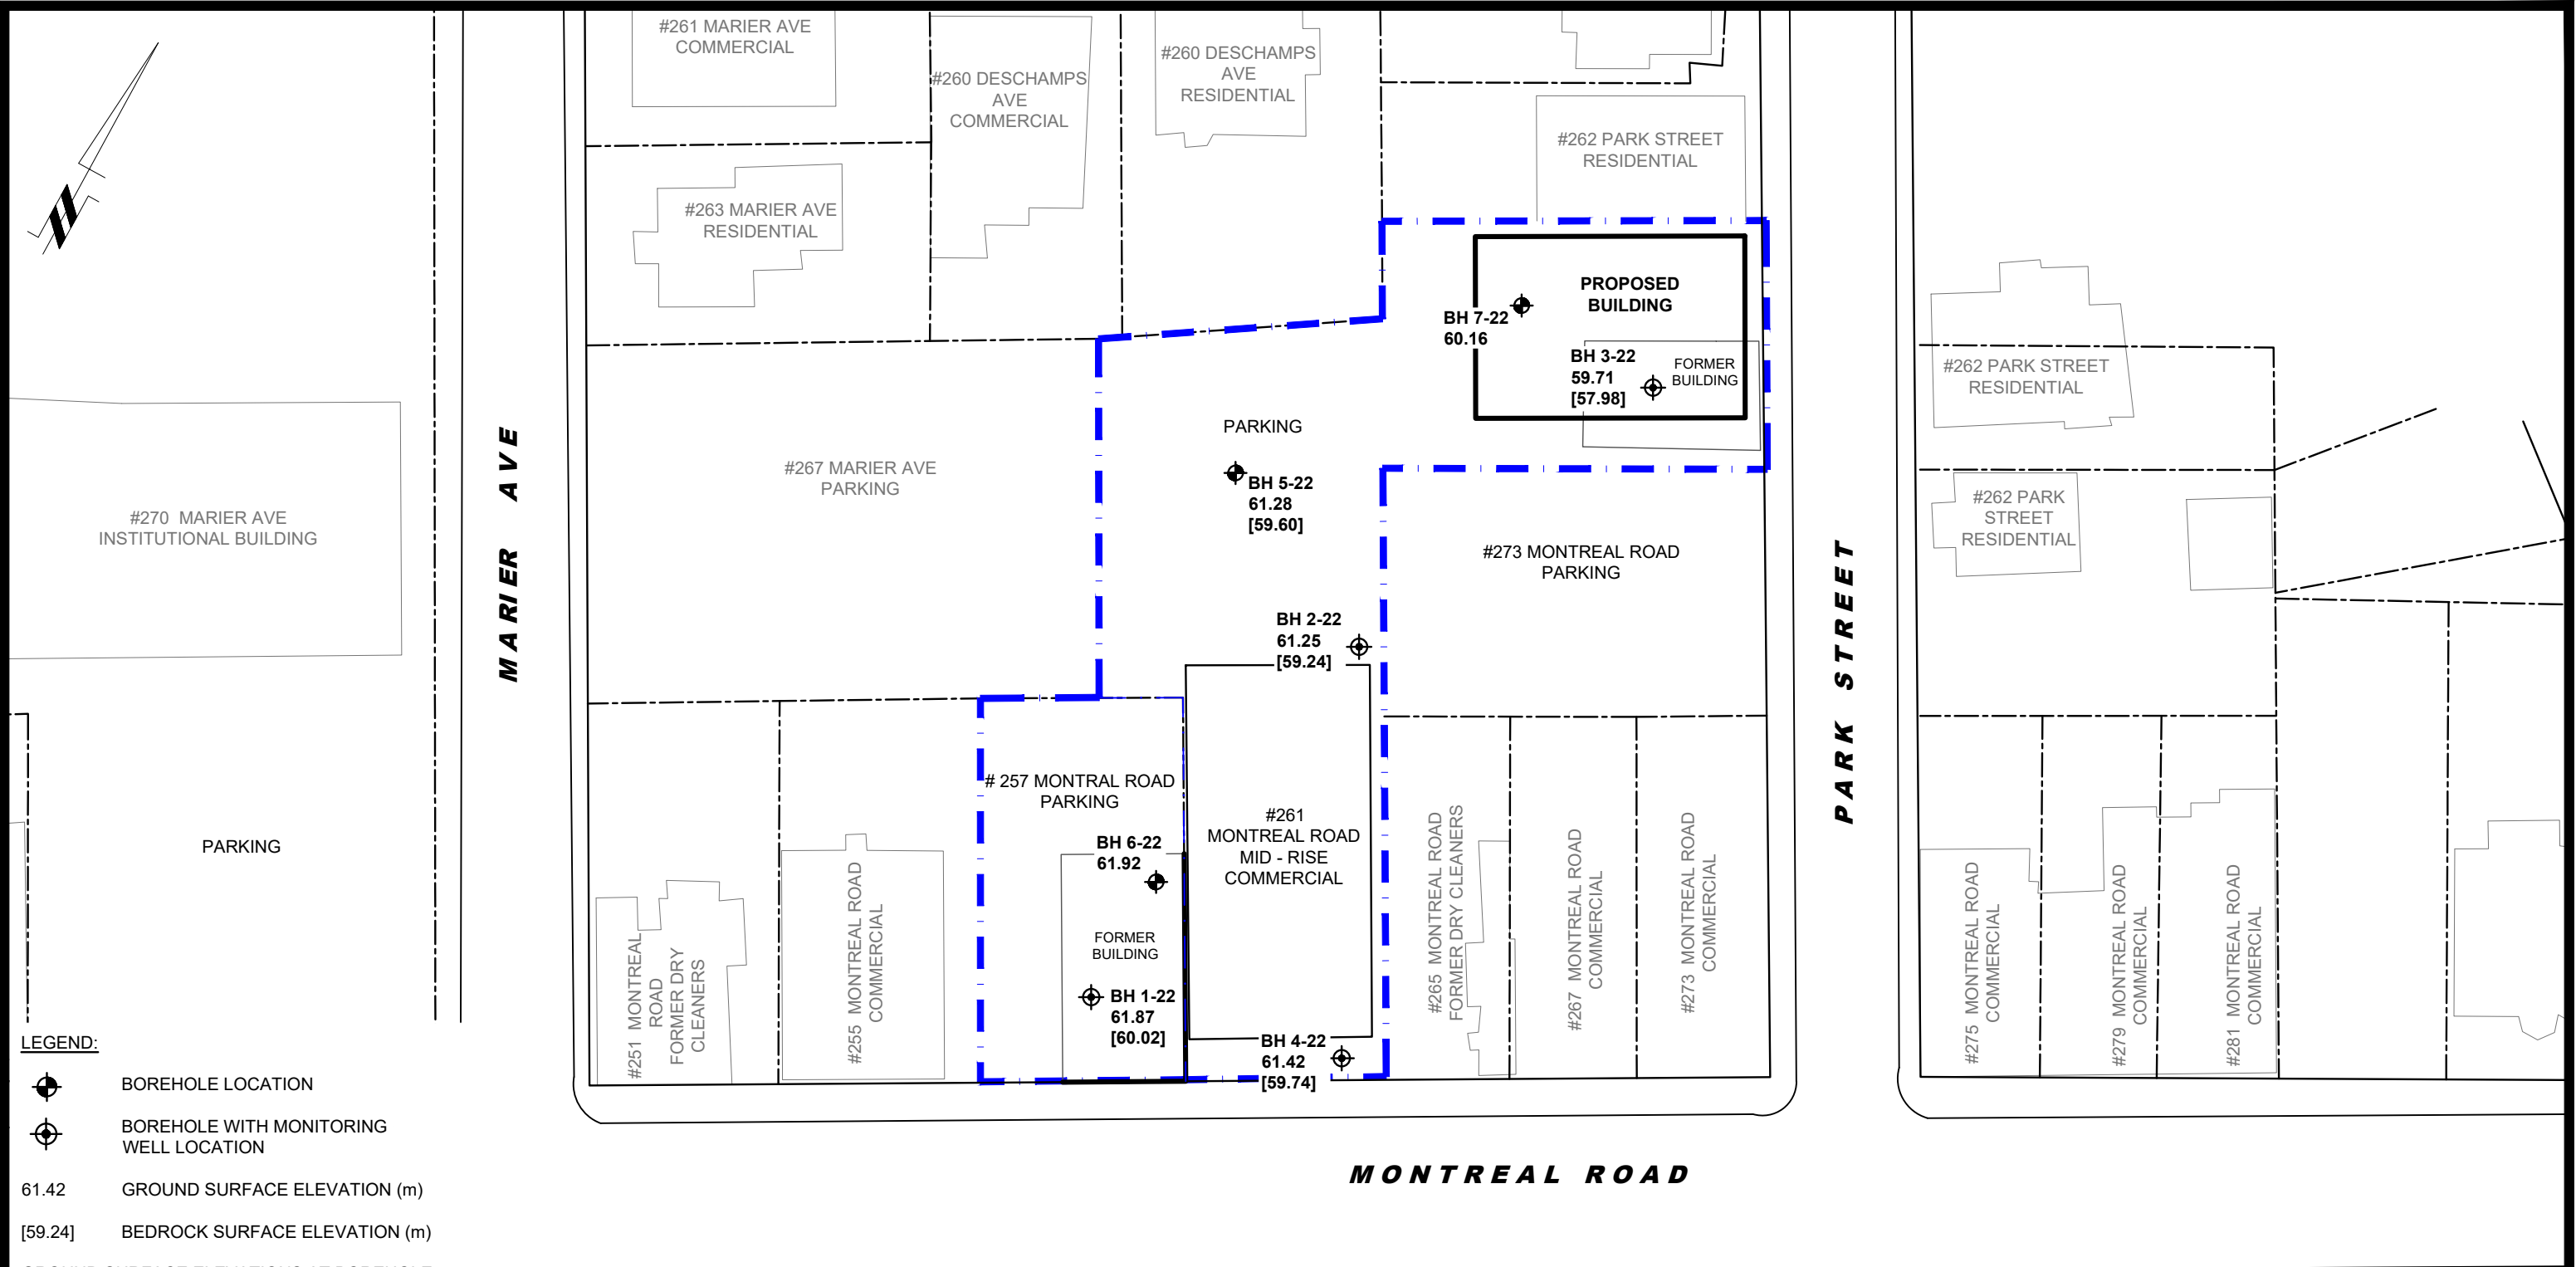 #261 MARIER AVE
COMMERCIAL
#260 DESCHAMPS
AVE
COMMERCIAL
#260 DESCHAMPS
AVE
RESIDENTIAL
#262 PARK STREET
RESIDENTIAL
#263 MARIER AVE
RESIDENTIAL
PROPOSED
BUILDING
BH 7-22
60.16
BH 3-22
59.71
[57.98]
FORMER
BUILDING
#262 PARK STREET
RESIDENTIAL
PARKING
#267 MARIER AVE
PARKING
BH 5-22
61.28
[59.60]
#270 MARIER AVE
INSTITUTIONAL BUILDING
MARIER AVE
#273 MONTREAL ROAD
PARKING
#262 PARK
STREET
RESIDENTIAL
PARK STREET
BH 2-22
61.25
[59.24]
# 257 MONTRAL ROAD
PARKING
#261
MONTREAL ROAD
MID - RISE
COMMERCIAL
PARKING
BH 6-22
61.92
FORMER
BUILDING
BH 1-22
61.87
[60.02]
BH 4-22
61.42
[59.74]
#251 MONTREAL
ROAD
FORMER DRY
CLEANERS
#255 MONTREAL ROAD
COMMERCIAL
#265 MONTREAL ROAD
FORMER DRY CLEANERS
#267 MONTREAL ROAD
COMMERCIAL
#273 MONTREAL ROAD
COMMERCIAL
#275 MONTREAL ROAD
COMMERCIAL
#279 MONTREAL ROAD
COMMERCIAL
#281 MONTREAL ROAD
COMMERCIAL
MONTREAL ROAD
LEGEND:
BOREHOLE LOCATION
BOREHOLE WITH MONITORING
WELL LOCATION
61.42 GROUND SURFACE ELEVATION (m)
[59.24] BEDROCK SURFACE ELEVATION (m)